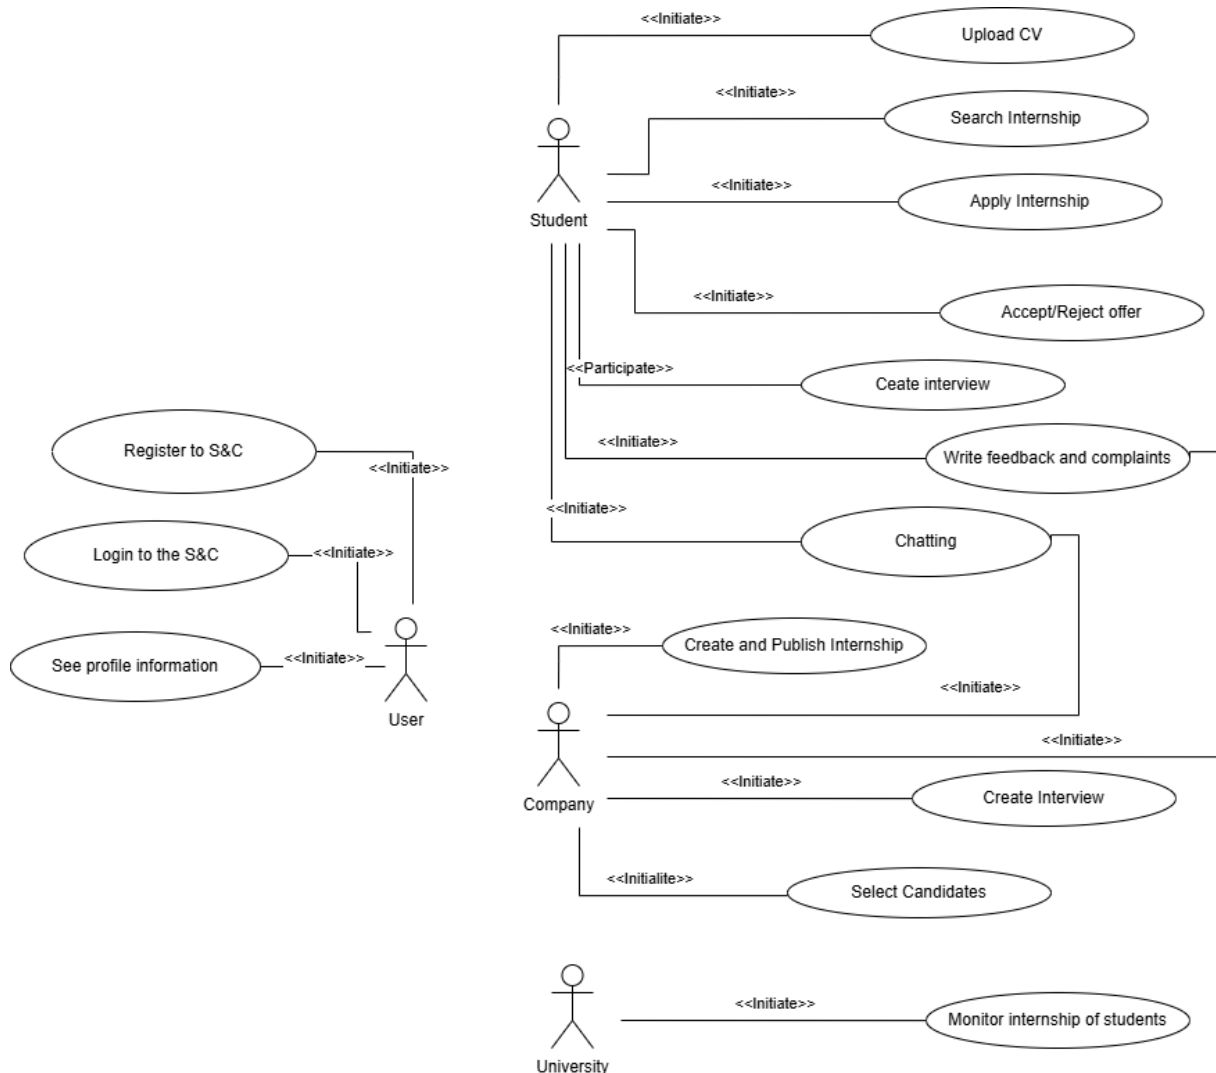 <<Initiate>>
Upload CV
<<Initiate>>
Search Internship
<<Initiate>>
Apply Internship
Student
<<Initiate>>
Accept/Reject offer
<<Participate>>
Ceate interview
<<Initiate>>
Write feedback and complaints
Register to S&C
<<Initiate>>
<<Initiate>>
Chatting
Login to the S&C
<<Initiate>>
<<Initiate>>
Create and Publish Internship
See profile information
<<Initiate>>
User
<<Initiate>>
<<Initiate>>
<<Initiate>>
Create Interview
Company
<<Initialite>>
Select Candidates
<<Initiate>>
Monitor internship of students
University